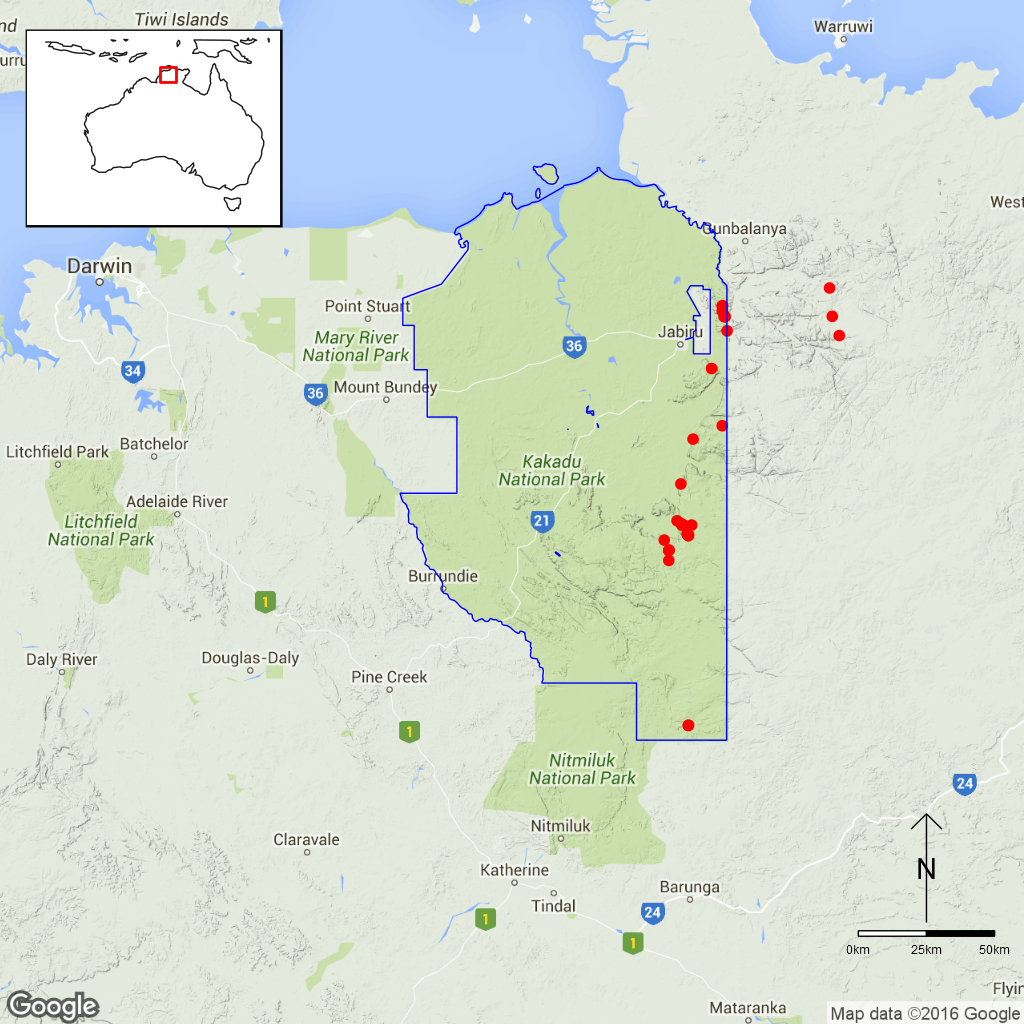 Tiwi Islands
nd
urru
Warruwi
West
Gunbalanya
Darwin
Point Stuart
Mary River
National Park
Jabiru
36
34
36
Mount Bundey
Litchfield Park
Batchelor
Kakadu
National Park
Adelaide River
Litchfield
National Park
21
Burrundie
1
Daly River
Douglas-Daly
Pine Creek
1
Nitmiluk
National Park
24
Claravale
Nitmiluk
N
Katherine
Tindal
Barunga
24
1
1
0km
25km
50km
Flyin
Mataranka
Google
Map data ©2016 Google